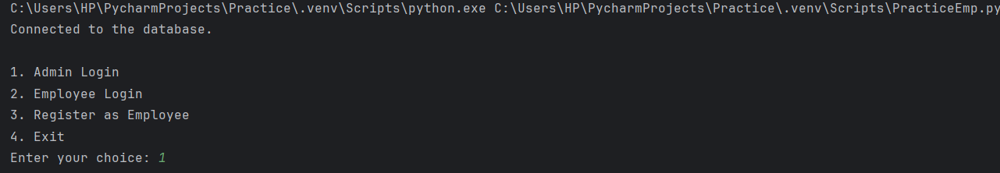 C:\Users\HP\PycharmProjects\Practice\.venv\Scripts\python.exe C:\Users\HP\PycharmProjects\Practice\.venv\Scripts\PracticeEmp.py
Connected to the database.
1. Admin Login
2. Employee Login
3. Register as Employee
4. Exit
Enter your choice: 1